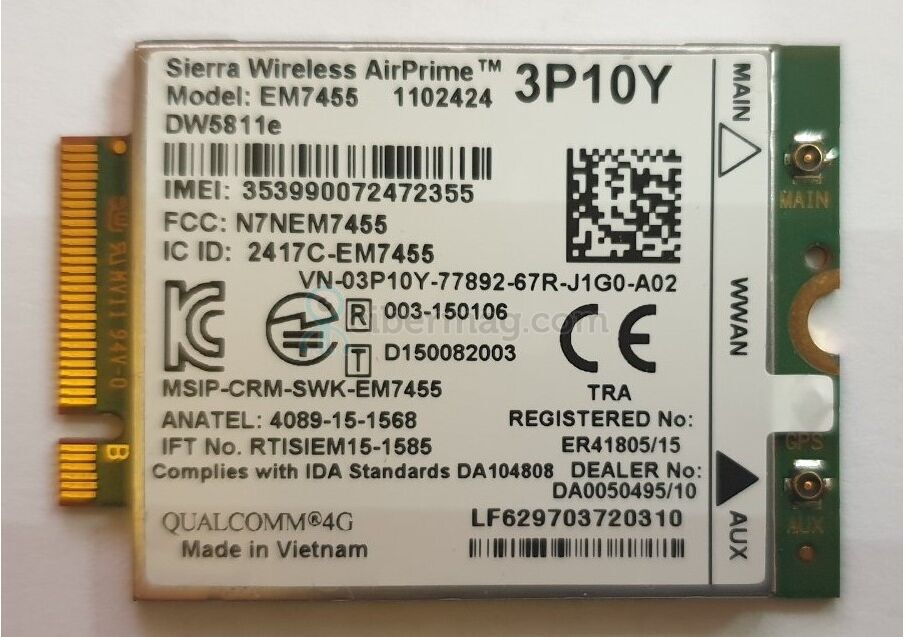 Sierra Wireless AirPrime™ 3P10Y
Model: EM7455 1102424
DW5811e
IMEI: 353990072472355
FCC: N7NEM7455
IC ID: 2417C-EM7455
VN-03P10Y-77892-67R-J1G0-A02
R 003-150106
T D150082003
MSIP-CRM-SWK-EM7455
ANATEL: 4089-15-1568
IFT No. RTISIEM15-1585
Complies with IDA Standards DA104808
CE
TRA
REGISTERED No:
ER41805/15
DEALER No:
DA0050495/10
QUALCOMM®4G
Made in Vietnam
LF629703720310
MAIN
WWAN
AUX
MAIN
GPS
AUX
B
94V-0
ibermag.com